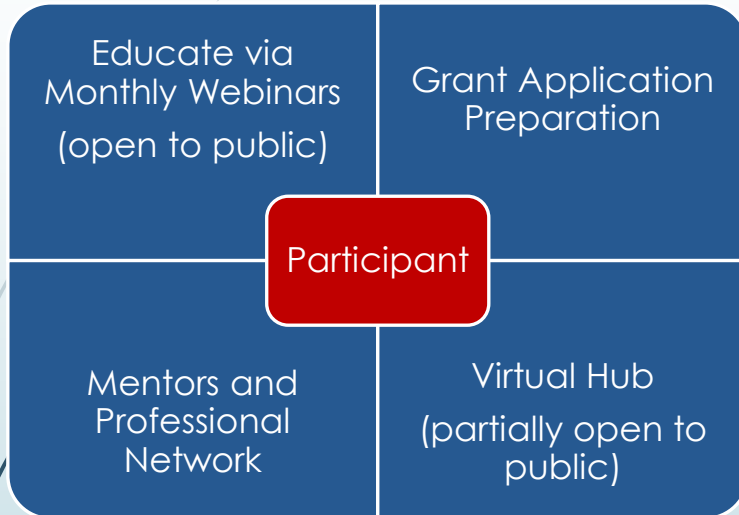 Educate via
Monthly Webinars
(open to public)
Grant Application
Preparation
Participant
Mentors and
Professional
Network
Virtual Hub
(partially open to
public)